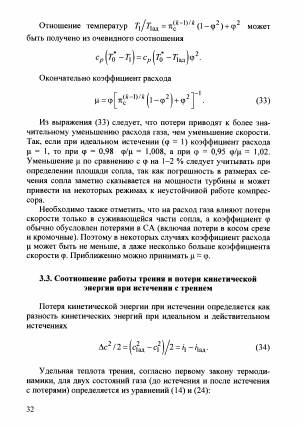 Отношение температур T₁/T₁ад = π_c^(k−1)/k (1−φ²) + φ² может
быть получено из очевидного соотношения
c_p (T₀* − T₁) = c_p (T₀* − T₁ад) φ².
Окончательно коэффициент расхода
μ = φ [π_c^(k−1)/k (1−φ²) + φ²]⁻¹. (33)
Из выражения (33) следует, что потери приводят к более зна-
чительному уменьшению расхода газа, чем уменьшение скорости.
Так, если при идеальном истечении (φ = 1) коэффициент расхода
μ = 1, то при φ = 0,98 φ/μ = 1,008, а при φ = 0,95 φ/μ = 1,02.
Уменьшение μ по сравнению с φ на 1–2 % следует учитывать при
определении площади сопла, так как погрешность в размерах се-
чения сопла заметно сказывается на мощности турбины и может
привести на некоторых режимах к неустойчивой работе компрес-
сора.
Необходимо также отметить, что на расход газа влияют потери
скорости только в суживающейся части сопла, а коэффициент φ
обычно обусловлен потерями в СА (включая потери в косом срезе
и кромочные). Поэтому в некоторых случаях коэффициент расхода
μ может быть не меньше, а даже несколько больше коэффициента
скорости φ. Приближенно можно принимать μ ≈ φ.
3.3. Соотношение работы трения и потери кинетической
энергии при истечении с трением
Потеря кинетической энергии при истечении определяется как
разность кинетических энергий при идеальном и действительном
истечениях
Δc²/2 = (c²₁ад − c₁²)/2 = i₁ − i₁ад. (34)
Удельная теплота трения, согласно первому закону термоди-
намики, для двух состояний газа (до истечения и после истечения
с потерями) определяется из уравнений (14) и (24):
32